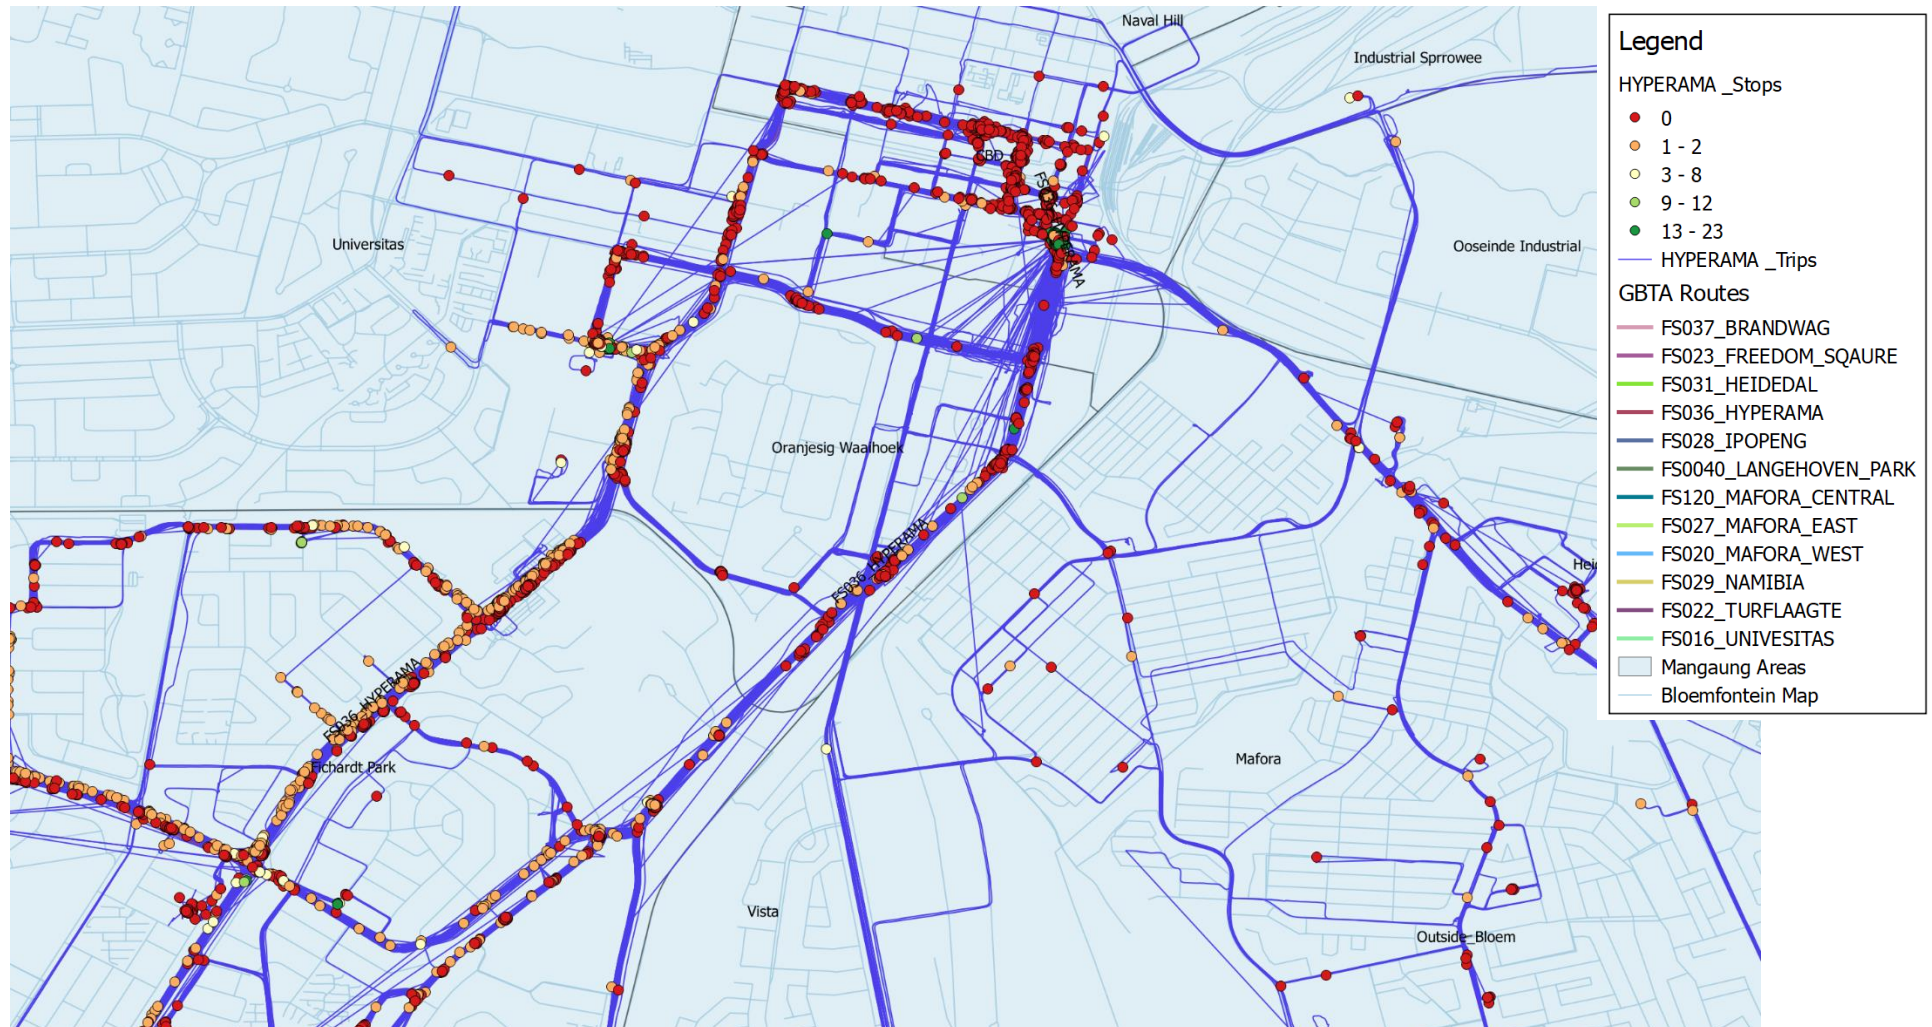 Naval Hill
Industrial Sprrowee
CBD
Universitas
Ooseinde Industrial
Oranjesig Waalhoek
FS036_HYPERAMA
FS036_HYPERAMA
Fichardt Park
Mafora
Vista
Outside_Bloem
Legend
HYPERAMA _Stops
0
1 - 2
3 - 8
9 - 12
13 - 23
HYPERAMA _Trips
GBTA Routes
FS037_BRANDWAG
FS023_FREEDOM_SQAURE
FS031_HEIDEDAL
FS036_HYPERAMA
FS028_IPOPENG
FS0040_LANGEHOVEN_PARK
FS120_MAFORA_CENTRAL
FS027_MAFORA_EAST
FS020_MAFORA_WEST
FS029_NAMIBIA
FS022_TURFLAAGTE
FS016_UNIVESITAS
Mangaung Areas
Bloemfontein Map